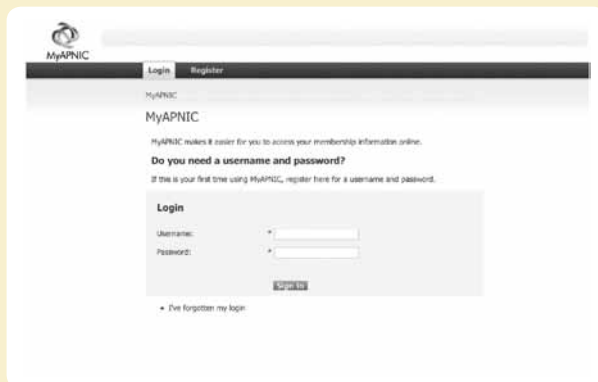 MyAPNIC
Login Register
MyAPNIC
MyAPNIC
MyAPNIC makes it easier for you to access your membership information online.
Do you need a username and password?
If this is your first time using MyAPNIC, register here for a username and password.
Login
Username: *
Password: *
Sign In
• I've forgotten my login